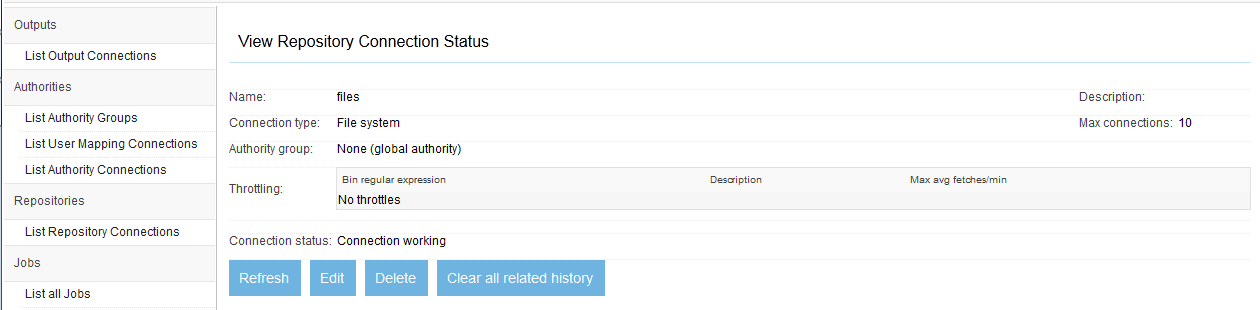 Outputs
List Output Connections
Authorities
List Authority Groups
List User Mapping Connections
List Authority Connections
Repositories
List Repository Connections
Jobs
List all Jobs
View Repository Connection Status
Name: files Description:
Connection type: File system Max connections: 10
Authority group: None (global authority)
Throttling:
Bin regular expression Description Max avg fetches/min
No throttles
Connection status: Connection working
Refresh Edit Delete Clear all related history